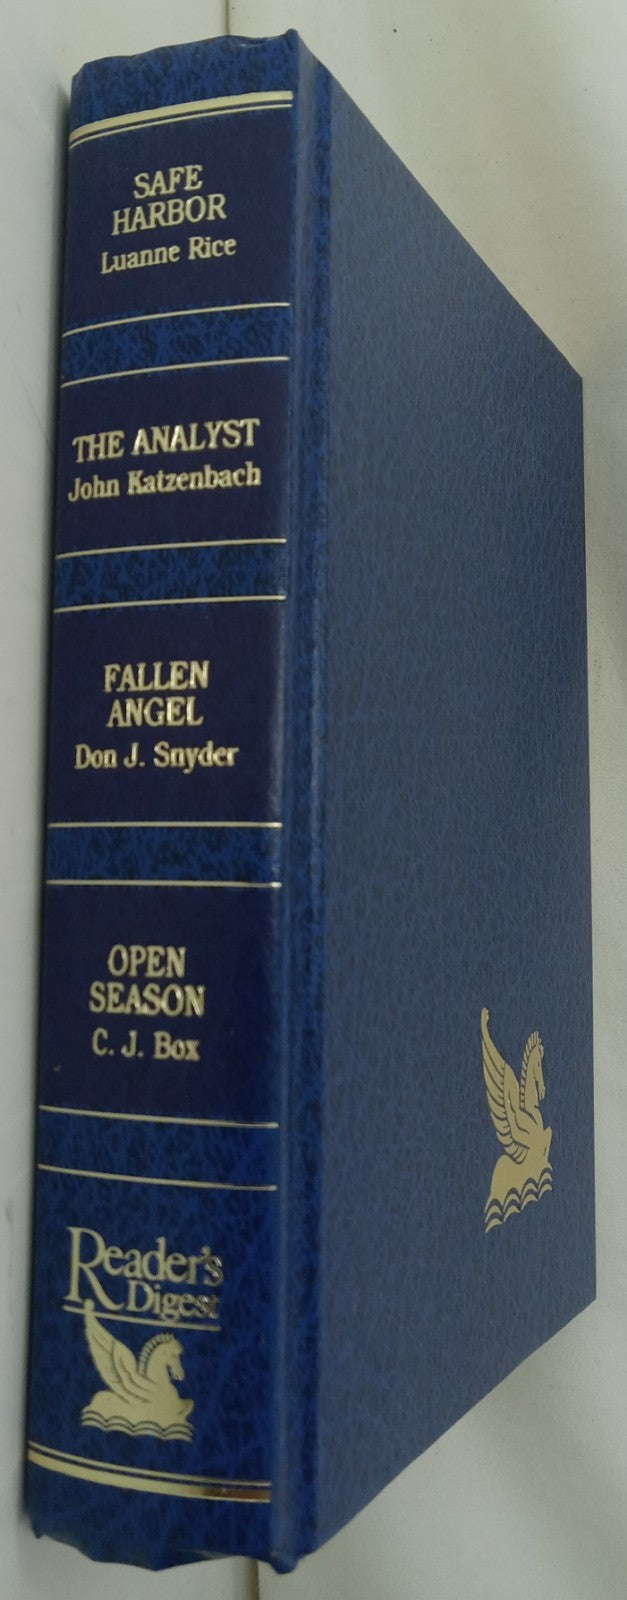 SAFE
HARBOR
Luanne Rice
THE ANALYST
John Katzenbach
FALLEN
ANGEL
Don J. Snyder
OPEN
SEASON
C. J. Box
Reader's
Digest